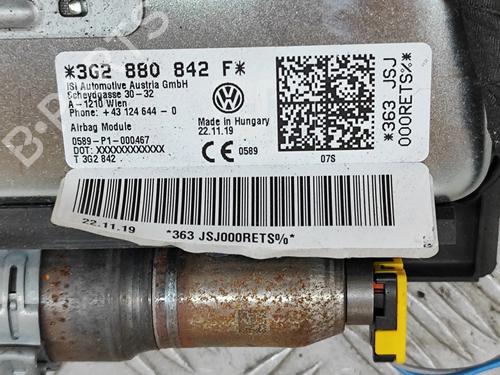 *3G2 880 842 F*
ISI Automotive Austria GmbH
Scheydgasse 30-32
A-1210 Wien
Phone: +43 124 644-0
Airbag Module
Made in Hungary
22.11.19
0589-P1-000467
DOT: XXXXXXXXXXXX
T 3G2 842
CE 0589
07S
*363 JSJ
000RETS%*
22.11.19
*363 JSJ000RETS%*